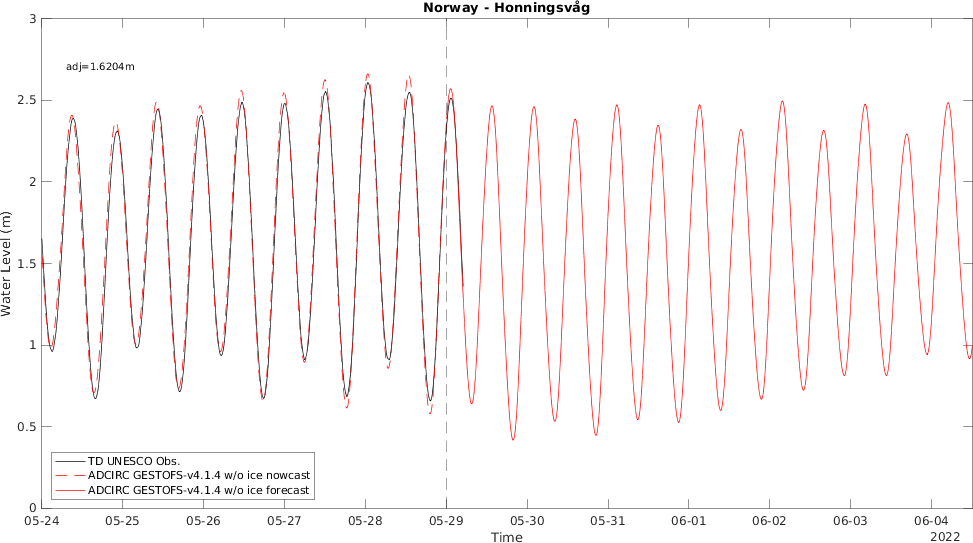 Norway - Honningsvåg
adj=1.6204m
Water Level (m)
3
2.5
2
1.5
1
0.5
0
TD UNESCO Obs.
ADCIRC GESTOFS-v4.1.4 w/o ice nowcast
ADCIRC GESTOFS-v4.1.4 w/o ice forecast
05-24 05-25 05-26 05-27 05-28 05-29 05-30 05-31 06-01 06-02 06-03 06-04
2022
Time